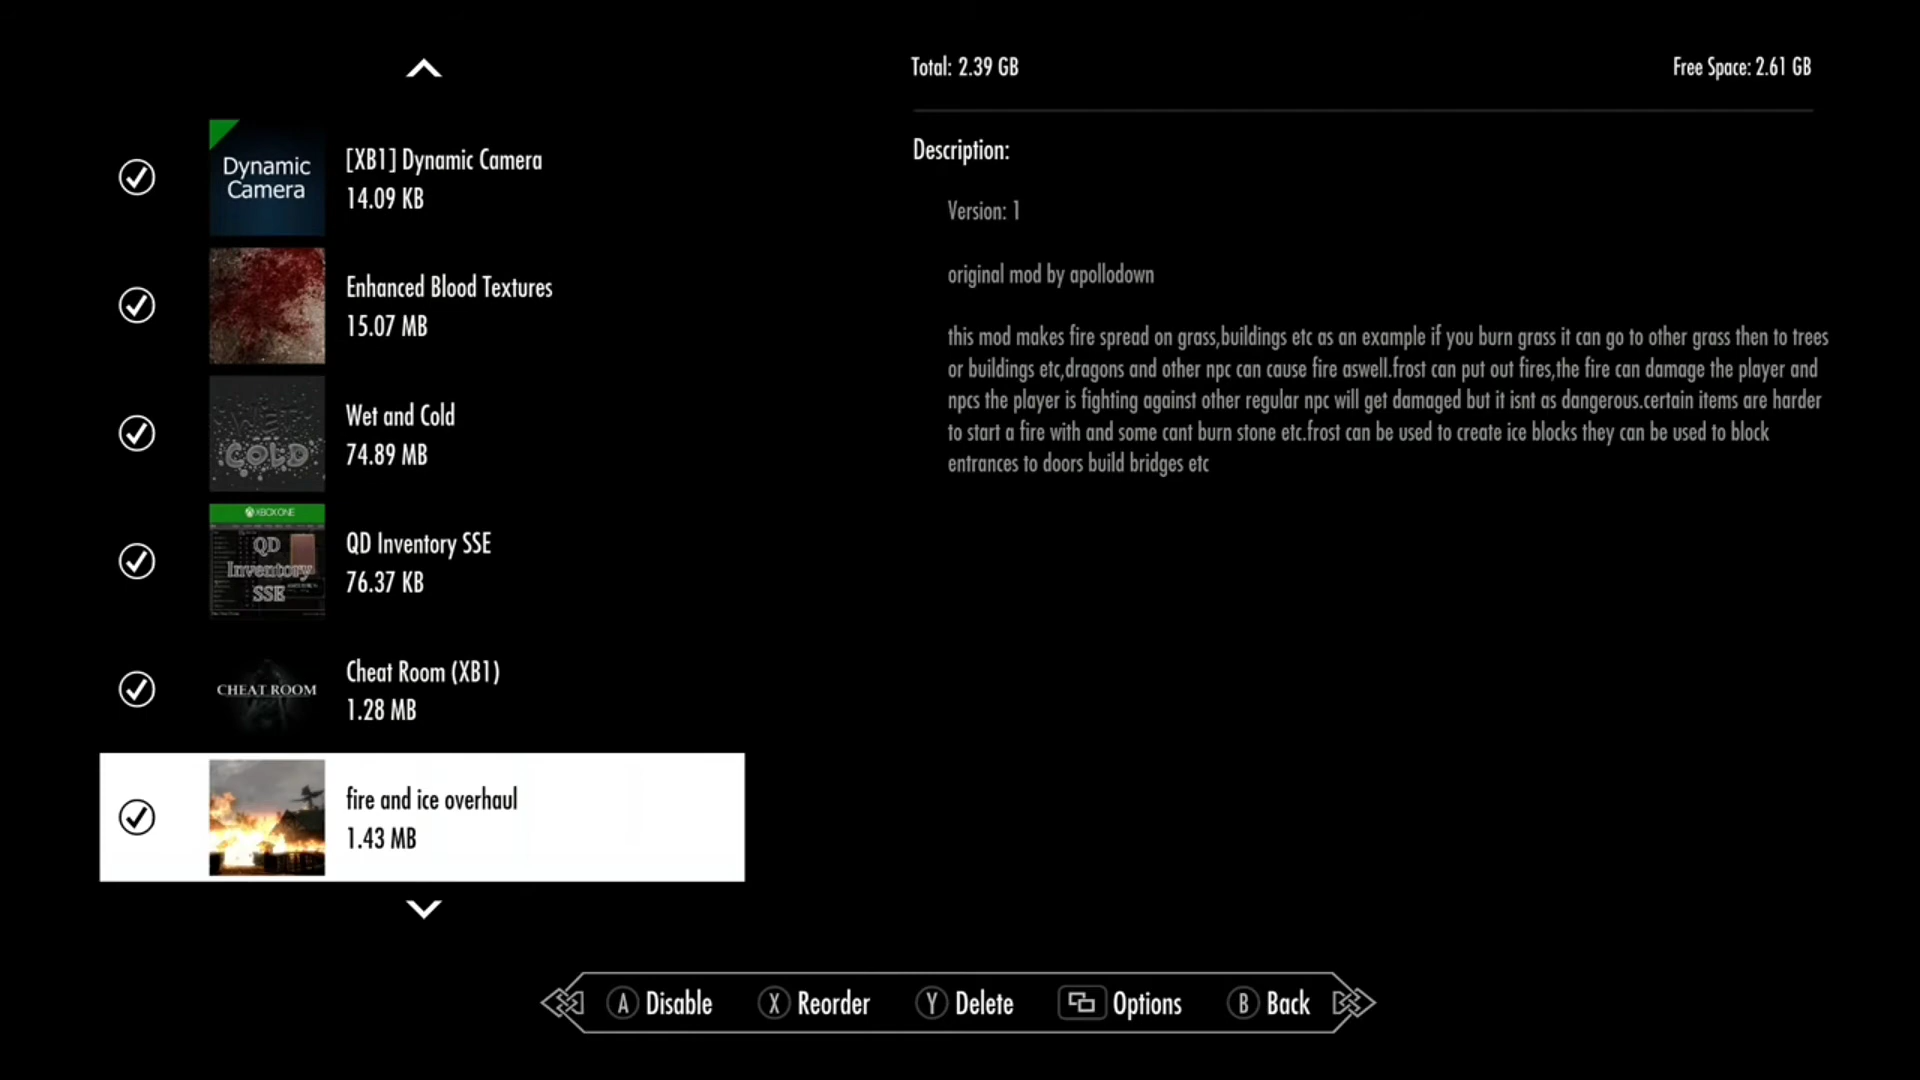 Total: 2.39 GB
Free Space: 2.61 GB
Dynamic
Camera
[XB1] Dynamic Camera
14.09 KB
Enhanced Blood Textures
15.07 MB
WET
COLD
Wet and Cold
74.89 MB
XBOX ONE
QD
Inventory
SSE
QD Inventory SSE
76.37 KB
CHEAT ROOM
Cheat Room (XB1)
1.28 MB
fire and ice overhaul
1.43 MB
Description:
Version: 1
original mod by apollodown
this mod makes fire spread on grass,buildings etc as an example if you burn grass it can go to other grass then to trees
or buildings etc,dragons and other npc can cause fire aswell.frost can put out fires,the fire can damage the player and
npcs the player is fighting against other regular npc will get damaged but it isnt as dangerous.certain items are harder
to start a fire with and some cant burn stone etc.frost can be used to create ice blocks they can be used to block
entrances to doors build bridges etc
A Disable X Reorder Y Delete Options B Back